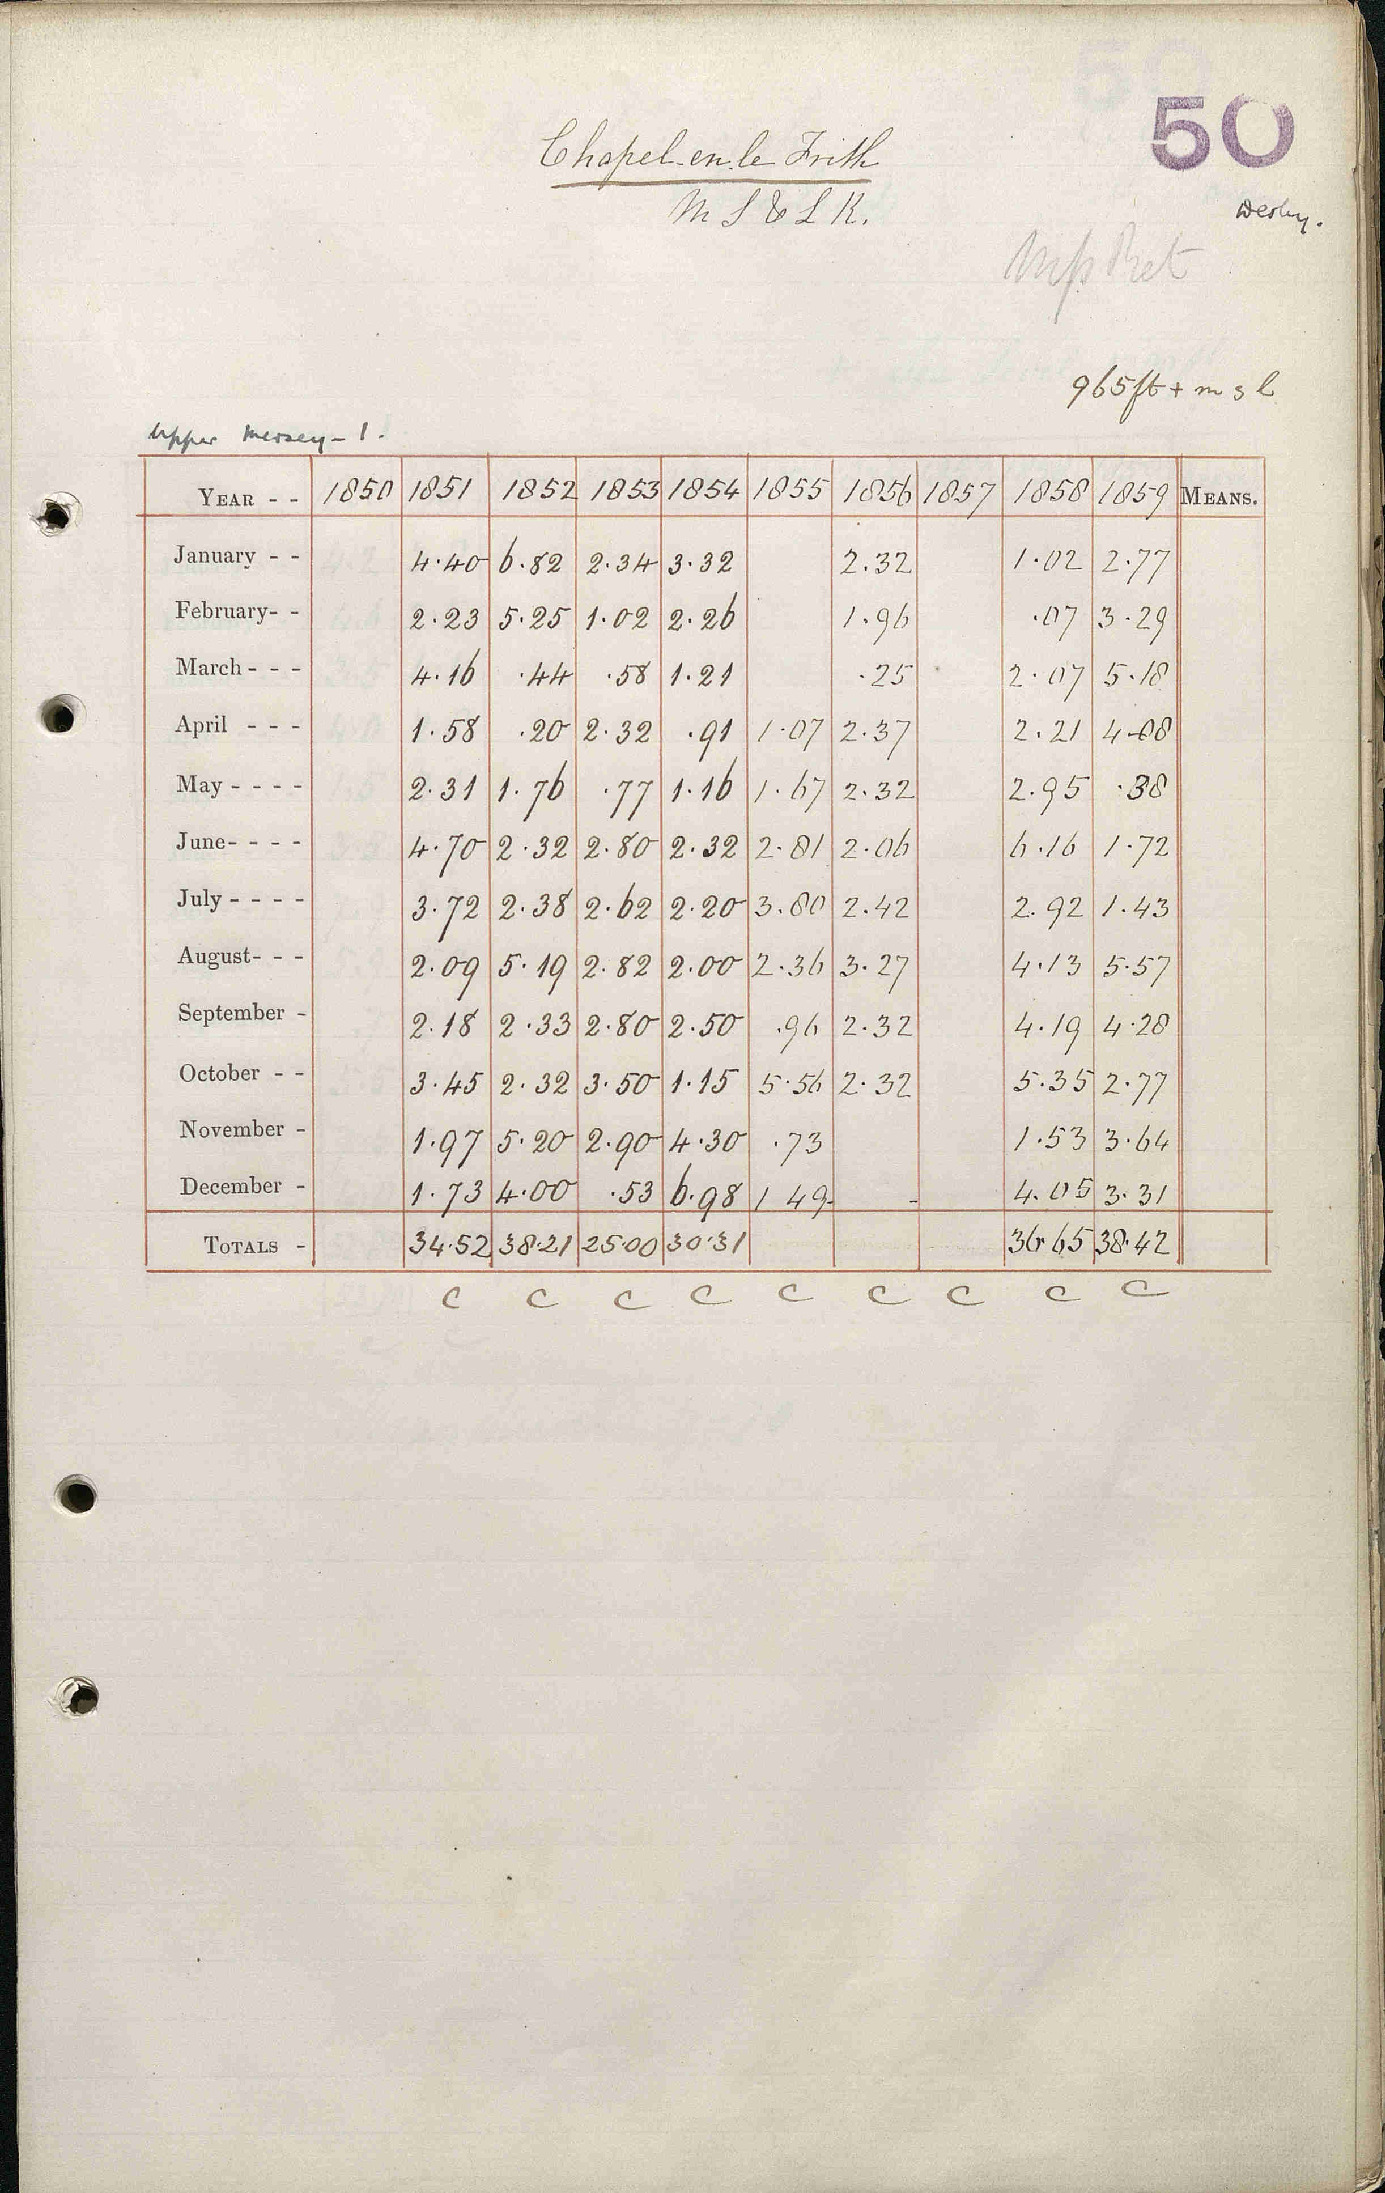 50
Chapel-en-le Frith
M S & L R.
Derby.
965 ft + m s l
Upper Mersey - 1.
YEAR - - 1850 1851 1852 1853 1854 1855 1856 1857 1858 1859 MEANS.
January - - 4.40 6.82 2.34 3.32 2.32 1.02 2.77
February- - 2.23 5.25 1.02 2.26 1.96 .07 3.29
March - - - 4.16 .44 .58 1.21 .25 2.07 5.18
April - - - 1.58 .20 2.32 .91 1.07 2.37 2.21 4.08
May - - - - 2.31 1.76 .77 1.16 1.67 2.32 2.95 .38
June- - - - 4.70 2.32 2.80 2.32 2.81 2.06 6.16 1.72
July - - - - 3.72 2.38 2.62 2.20 3.80 2.42 2.92 1.43
August- - - 2.09 5.19 2.82 2.00 2.36 3.27 4.13 5.57
September - 2.18 2.33 2.80 2.50 .96 2.32 4.19 4.28
October - - 3.45 2.32 3.50 1.15 5.56 2.32 5.35 2.77
November - 1.97 5.20 2.90 4.30 .73 1.53 3.64
December - 1.73 4.00 .53 6.98 1 49 - - 4.05 3.31
TOTALS - 34.52 38.21 25.00 30.31 36.65 38.42
C C C C C C C C C